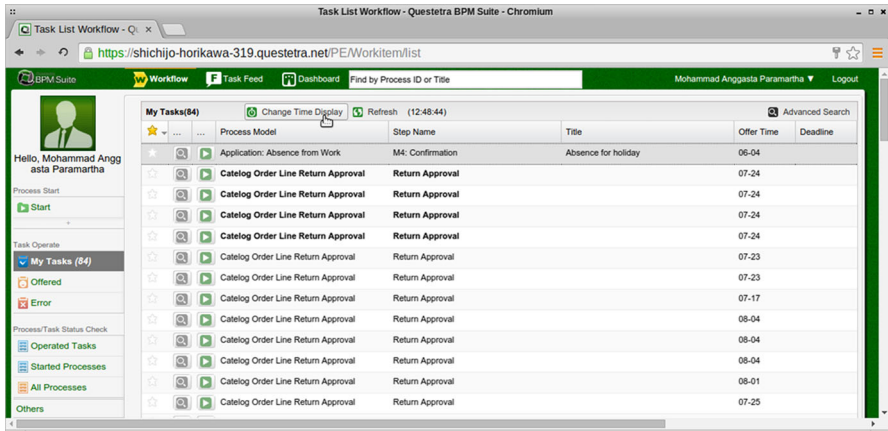 Task List Workflow - Questetra BPM Suite - Chromium
Task List Workflow - Qu
https://shichijo-horikawa-319.questetra.net/PE/Workitem/list
BPM Suite Workflow Task Feed Dashboard Find by Process ID or Title Mohammad Anggasta Paramartha ▼ Logout
Hello, Mohammad Angg
asta Paramartha
Process Start
Start
Task Operate
My Tasks (84)
Offered
Error
Process/Task Status Check
Operated Tasks
Started Processes
All Processes
Others
My Tasks(84) Change Time Display Refresh (12:48:44) Advanced Search
... ... Process Model Step Name Title Offer Time Deadline
Application: Absence from Work M4: Confirmation Absence for holiday 06-04
Catelog Order Line Return Approval Return Approval 07-24
Catelog Order Line Return Approval Return Approval 07-24
Catelog Order Line Return Approval Return Approval 07-24
Catelog Order Line Return Approval Return Approval 07-24
Catelog Order Line Return Approval Return Approval 07-23
Catelog Order Line Return Approval Return Approval 07-23
Catelog Order Line Return Approval Return Approval 07-17
Catelog Order Line Return Approval Return Approval 08-04
Catelog Order Line Return Approval Return Approval 08-04
Catelog Order Line Return Approval Return Approval 08-04
Catelog Order Line Return Approval Return Approval 08-01
Catelog Order Line Return Approval Return Approval 07-25